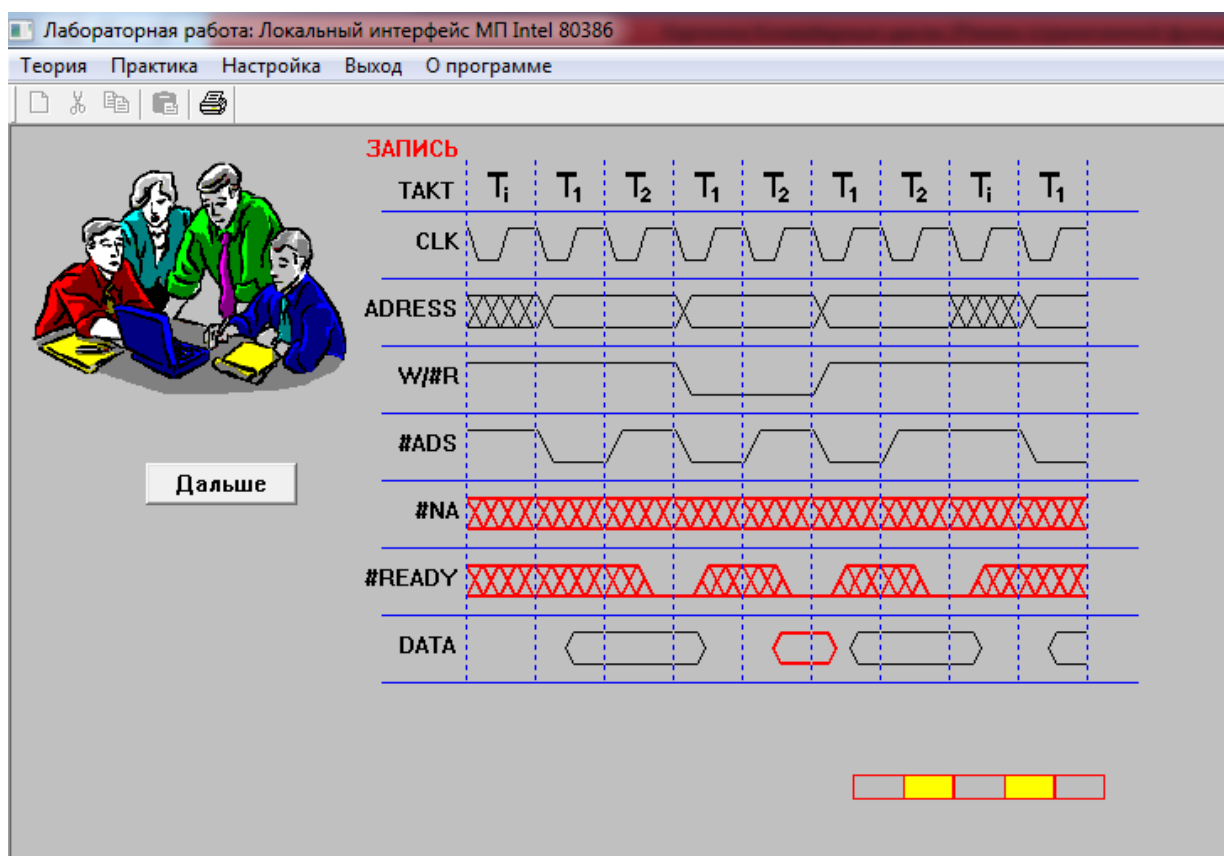 Лабораторная работа: Локальный интерфейс МП Intel 80386
Теория Практика Настройка Выход О программе
ЗАПИСЬ
ТАКТ Ti T1 T2 T1 T2 T1 T2 Ti T1
CLK
ADRESS
W/#R
#ADS
Дальше
#NA
#READY
DATA